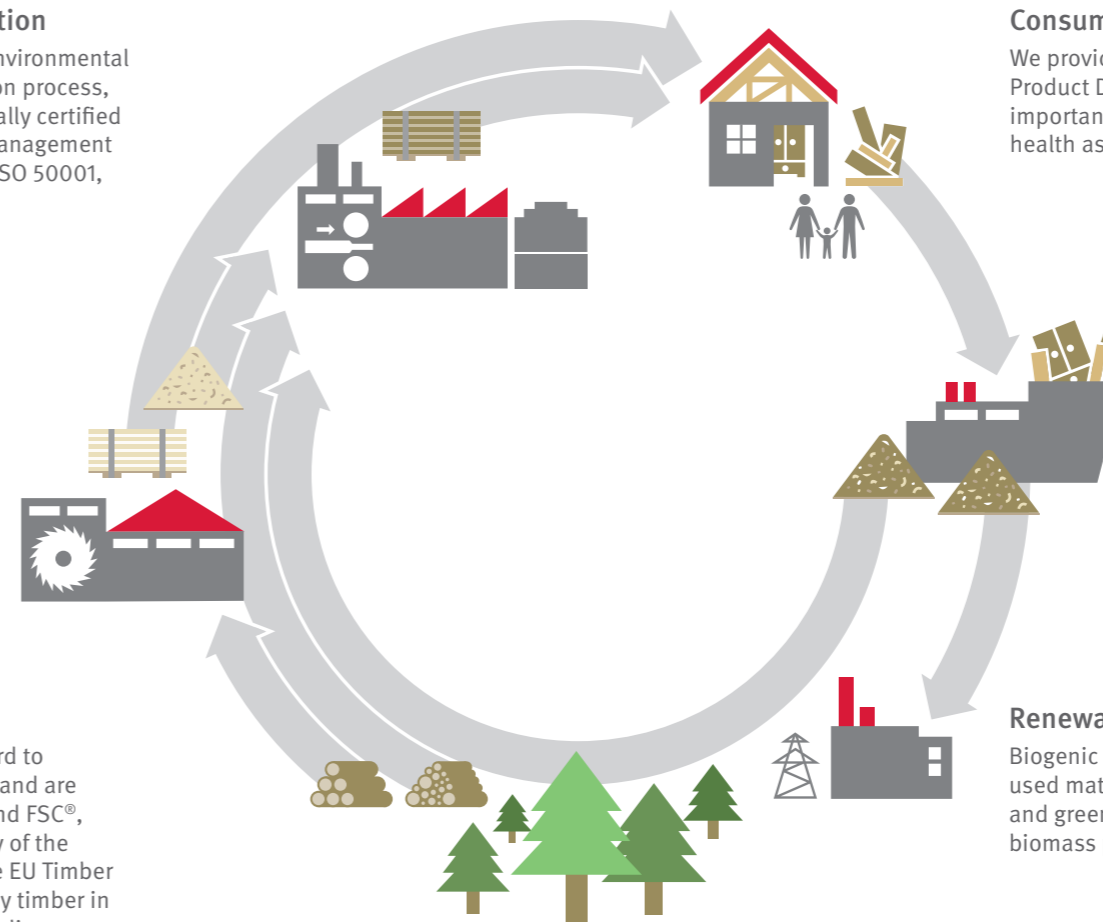 tion
nvironmental
on process,
ally certified
anagement
SO 50001,
Consum
We provid
Product D
importan
health as
rd to
and are
nd FSC®,
y of the
e EU Timber
y timber in
Renewa
Biogenic
used mat
and green
biomass